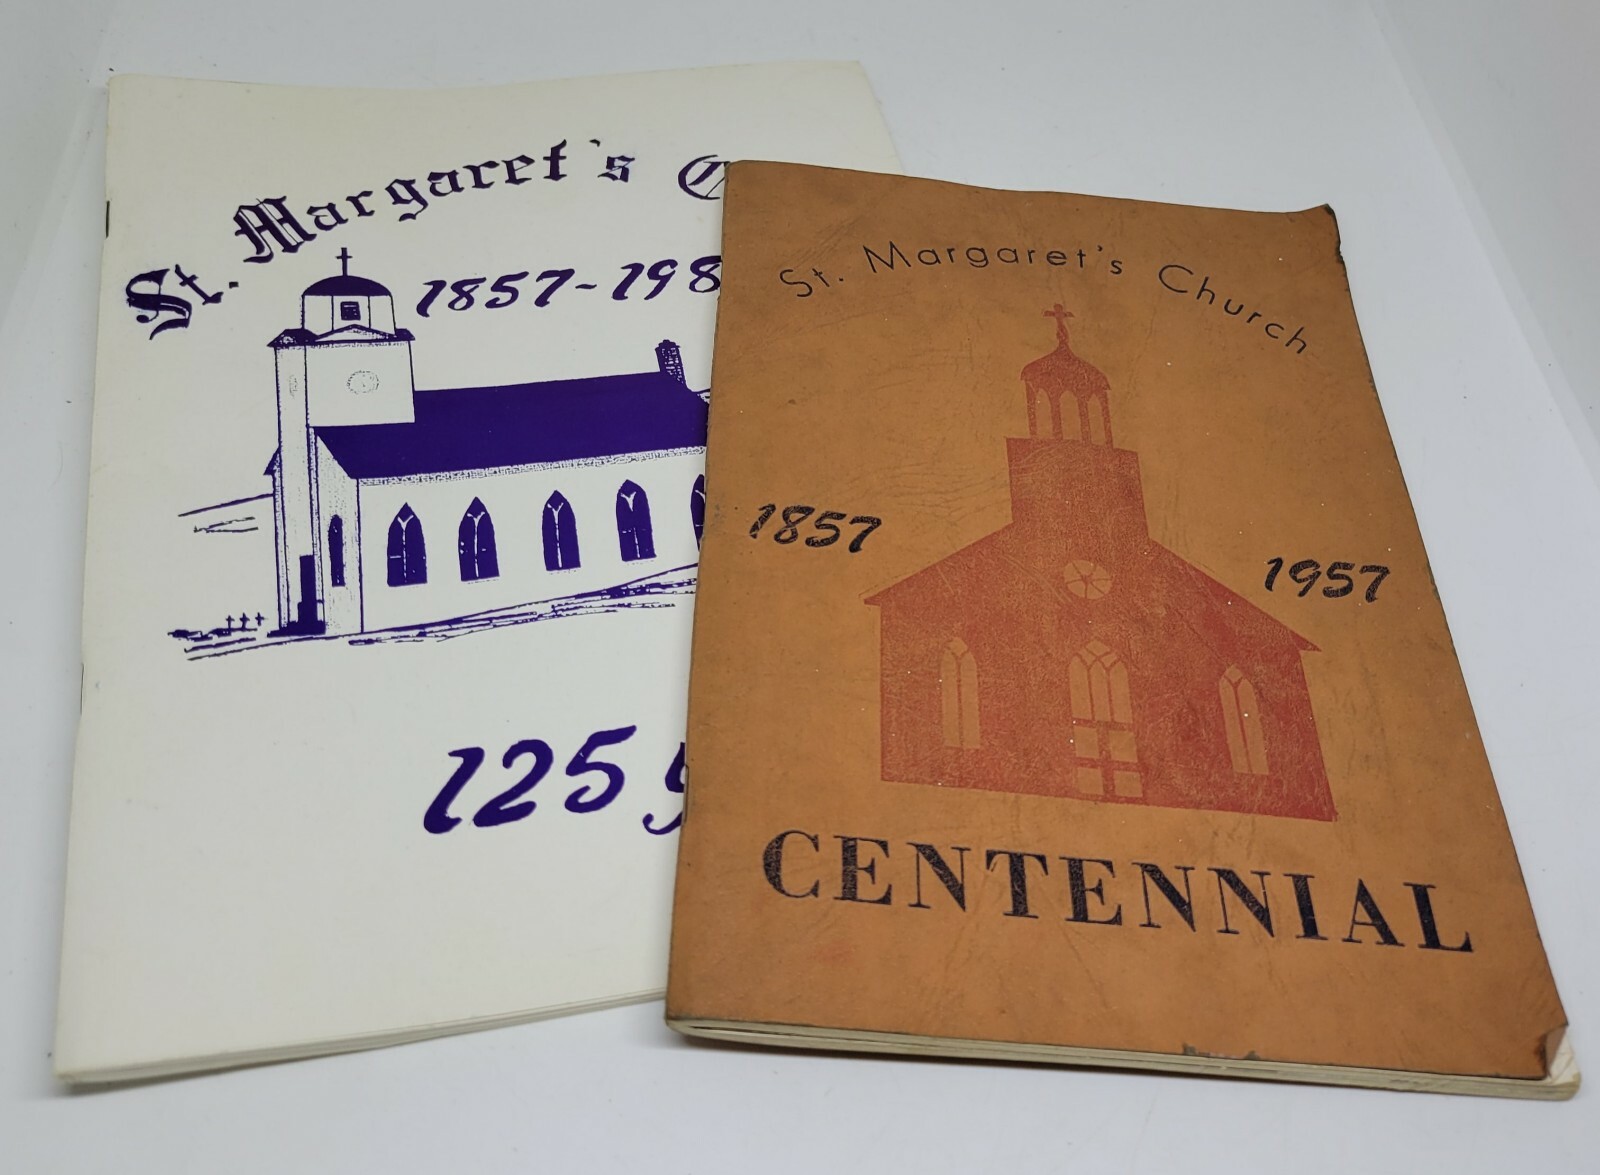 St. Margaret's
1857-198
125
St. Margaret's Church
1857
1957
CENTENNIAL